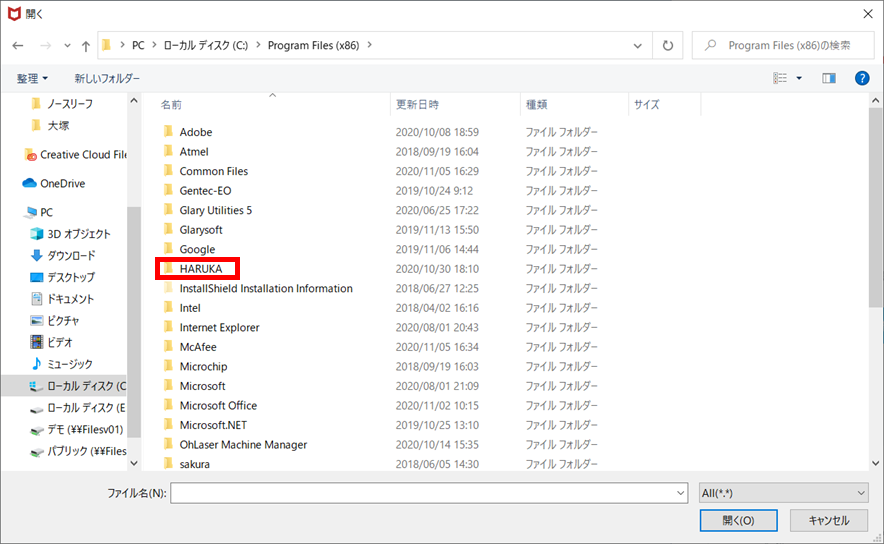 開く
PC > ローカル ディスク (C:) > Program Files (x86) >
Program Files (x86)の検索
整理 新しいフォルダー
名前 更新日時 種類 サイズ
ノースリーフ
大塚
Creative Cloud File
OneDrive
PC
3D オブジェクト
ダウンロード
デスクトップ
ドキュメント
ピクチャ
ビデオ
ミュージック
ローカル ディスク (C
ローカル ディスク (E
デモ (¥¥Filesv01)
パブリック (¥¥Files
Adobe 2020/10/08 18:59 ファイル フォルダー
Atmel 2018/09/19 16:04 ファイル フォルダー
Common Files 2020/11/05 16:29 ファイル フォルダー
Gentec-EO 2019/10/24 9:12 ファイル フォルダー
Glary Utilities 5 2020/06/25 17:22 ファイル フォルダー
Glarysoft 2019/11/13 15:50 ファイル フォルダー
Google 2019/11/06 14:44 ファイル フォルダー
HARUKA 2020/10/30 18:10 ファイル フォルダー
InstallShield Installation Information 2018/06/27 12:25 ファイル フォルダー
Intel 2018/04/02 16:16 ファイル フォルダー
Internet Explorer 2020/08/01 20:43 ファイル フォルダー
McAfee 2020/11/05 16:34 ファイル フォルダー
Microchip 2018/09/19 16:03 ファイル フォルダー
Microsoft 2020/08/01 21:09 ファイル フォルダー
Microsoft Office 2020/11/02 10:15 ファイル フォルダー
Microsoft.NET 2019/10/25 13:10 ファイル フォルダー
OhLaser Machine Manager 2020/10/14 15:35 ファイル フォルダー
sakura 2018/06/05 14:30 ファイル フォルダー
ファイル名(N):
All(*.*)
開く(O) キャンセル